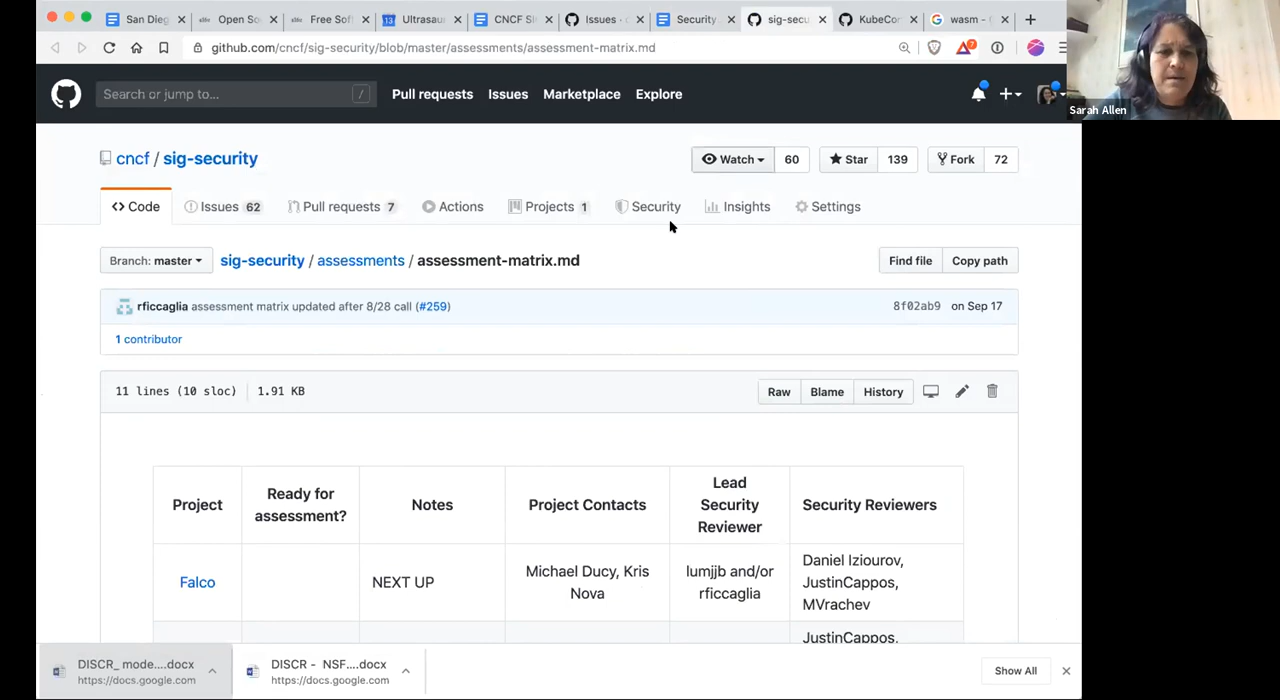 San Dieg
Open So
Free Soft
13 Ultrasau
CNCF SI
Issues · c
Security
sig-secu
KubeCor
wasm -
github.com/cncf/sig-security/blob/master/assessments/assessment-matrix.md
7
Sarah Allen
Search or jump to…
/
Pull requests Issues Marketplace Explore
cncf / sig-security
Watch 60 Star 139 Fork 72
Code Issues 62 Pull requests 7 Actions Projects 1 Security Insights Settings
Branch: master sig-security / assessments / assessment-matrix.md Find file Copy path
rficcaglia assessment matrix updated after 8/28 call (#259) 8f02ab9 on Sep 17
1 contributor
11 lines (10 sloc) 1.91 KB Raw Blame History
Project
Ready for
assessment?
Notes
Project Contacts
Lead
Security
Reviewer
Security Reviewers
Falco
NEXT UP
Michael Ducy, Kris
Nova
lumjjb and/or
rficcaglia
Daniel Iziourov,
JustinCappos,
MVrachev
JustinCappos,
DISCR_ mode....docx
https://docs.google.com
DISCR - NSF....docx
https://docs.google.com
Show All